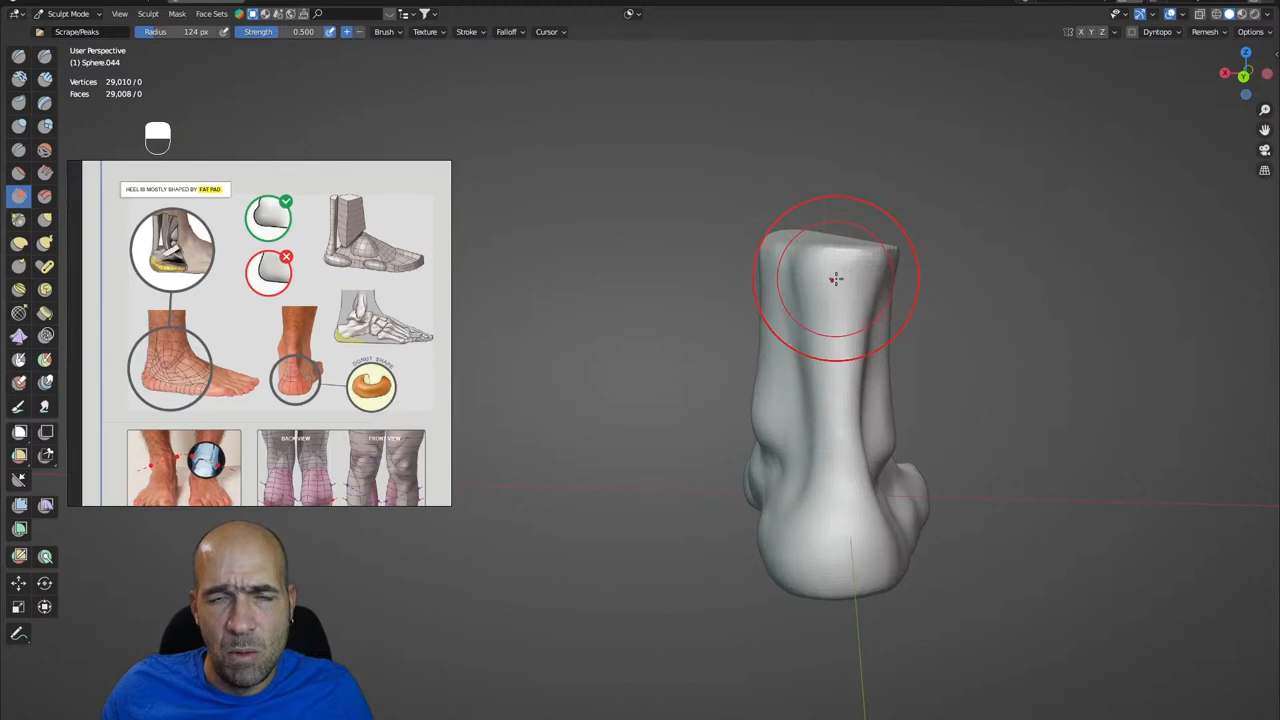 Sculpt Mode View Sculpt Mask Face Sets
Scrape/Peaks Radius 124 px Strength 0.500 Brush Texture Stroke Falloff Cursor X Y Z Dyntopo Remesh Options
User Perspective
(1) Sphere.044
Vertices 29,010 / 0
Faces 29,008 / 0
Z
X
Y
HEEL IS MOSTLY SHAPED BY FAT PAD
DONUT SHAPE
BACK VIEW
FRONT VIEW